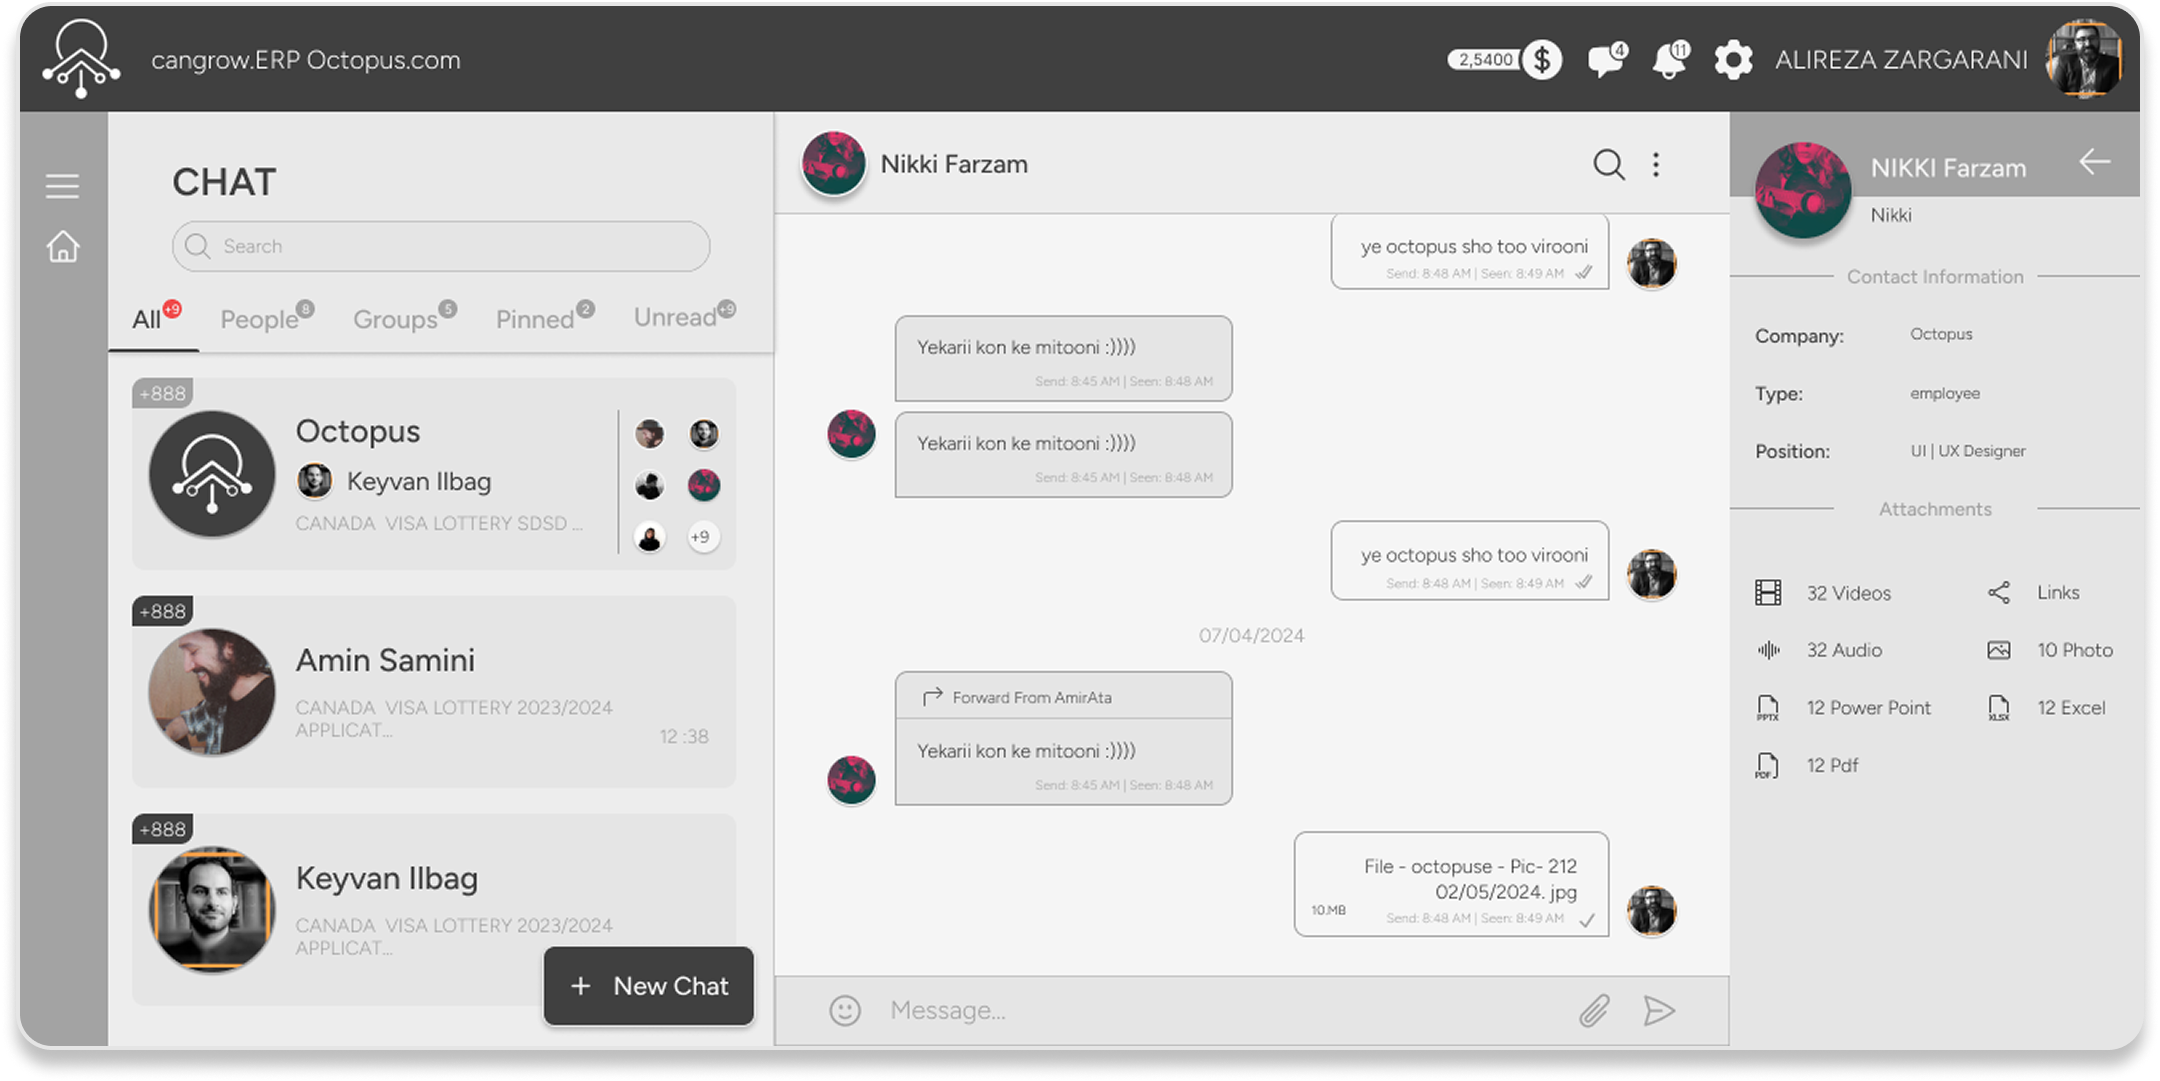 cangrow.ERP Octopus.com
2,5400
$
4
11
ALIREZA ZARGARANI
CHAT
Search
All +9
People 8
Groups 5
Pinned 2
Unread +9
+888
Octopus
Keyvan Ilbag
CANADA  VISA LOTTERY SDSD ...
+9
+888
Amin Samini
CANADA  VISA LOTTERY 2023/2024
APPLICAT...
12 :38
+888
Keyvan Ilbag
CANADA  VISA LOTTERY 2023/2024
APPLICAT...
+ New Chat
Nikki Farzam
ye octopus sho too virooni
Send: 8:48 AM | Seen: 8:49 AM
Yekarii kon ke mitooni :))))
Send: 8:45 AM | Seen: 8:48 AM
Yekarii kon ke mitooni :))))
Send: 8:45 AM | Seen: 8:48 AM
ye octopus sho too virooni
Send: 8:48 AM | Seen: 8:49 AM
07/04/2024
Forward From AmirAta
Yekarii kon ke mitooni :))))
Send: 8:45 AM | Seen: 8:48 AM
File - octopuse - Pic- 212
02/05/2024. jpg
10.MB
Send: 8:48 AM | Seen: 8:49 AM
Message...
NIKKI Farzam
Nikki
Contact Information
Company: Octopus
Type: employee
Position: UI | UX Designer
Attachments
32 Videos
Links
32 Audio
10 Photo
PPTX
12 Power Point
XLSX
12 Excel
PDF
12 Pdf